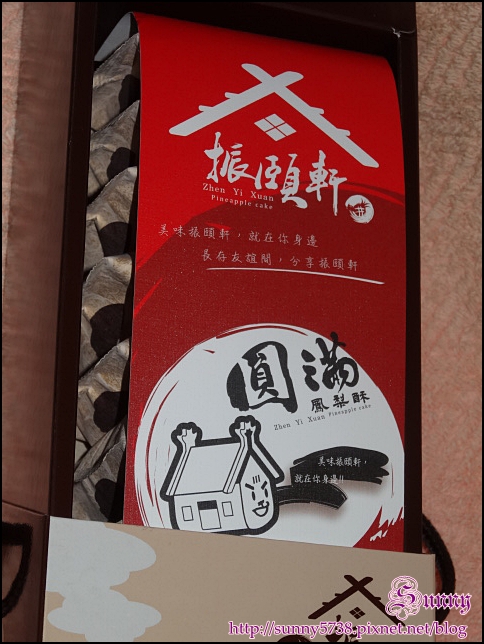 振頤軒
Zhen Yi Xuan
Pineapple cake
美味振頤軒，就在你身邊
長存友誼間，分享振頤軒
圓滿
鳳梨酥
Zhen Yi Xuan Pineapple cake
美味振頤軒，
就在你身邊!!
Sunny
http://sunny5738.pixnet.net/blog